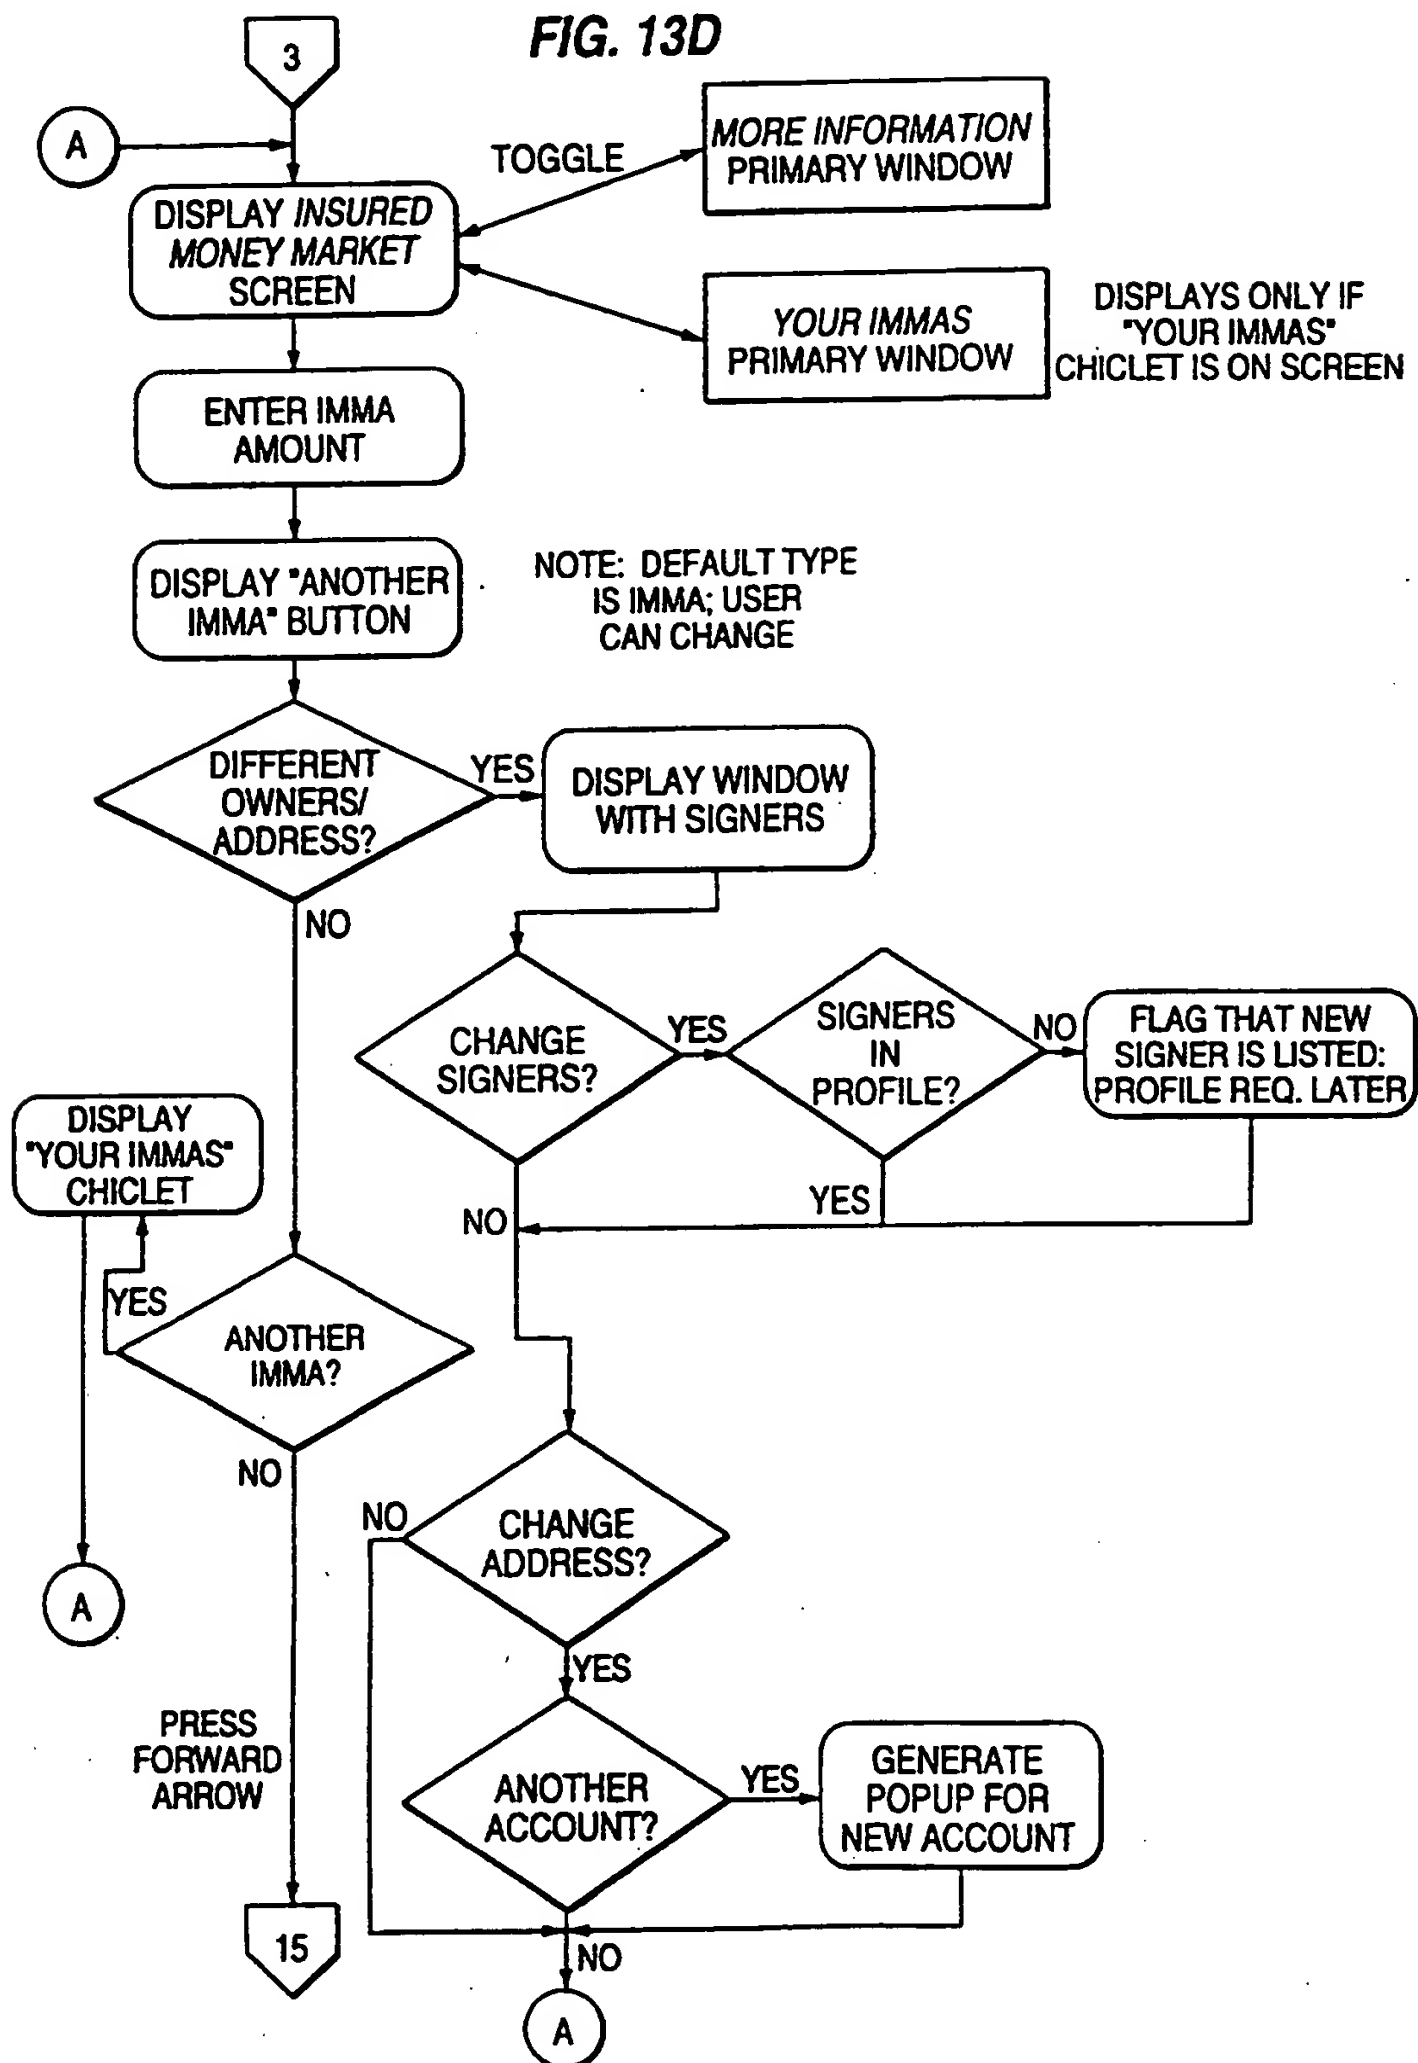 FIG. 13D
3
A
TOGGLE
MORE INFORMATION
PRIMARY WINDOW
DISPLAY INSURED
MONEY MARKET
SCREEN
YOUR IMMAS
PRIMARY WINDOW
DISPLAYS ONLY IF
"YOUR IMMAS"
CHICLET IS ON SCREEN
ENTER IMMA
AMOUNT
DISPLAY "ANOTHER
IMMA" BUTTON
NOTE: DEFAULT TYPE
IS IMMA; USER
CAN CHANGE
DIFFERENT
OWNERS/
ADDRESS?
YES
DISPLAY WINDOW
WITH SIGNERS
NO
CHANGE
SIGNERS?
YES
SIGNERS
IN
PROFILE?
NO
FLAG THAT NEW
SIGNER IS LISTED:
PROFILE REQ. LATER
DISPLAY
"YOUR IMMAS"
CHICLET
YES
NO
YES
ANOTHER
IMMA?
NO
NO
CHANGE
ADDRESS?
A
YES
PRESS
FORWARD
ARROW
ANOTHER
ACCOUNT?
YES
GENERATE
POPUP FOR
NEW ACCOUNT
15
NO
A